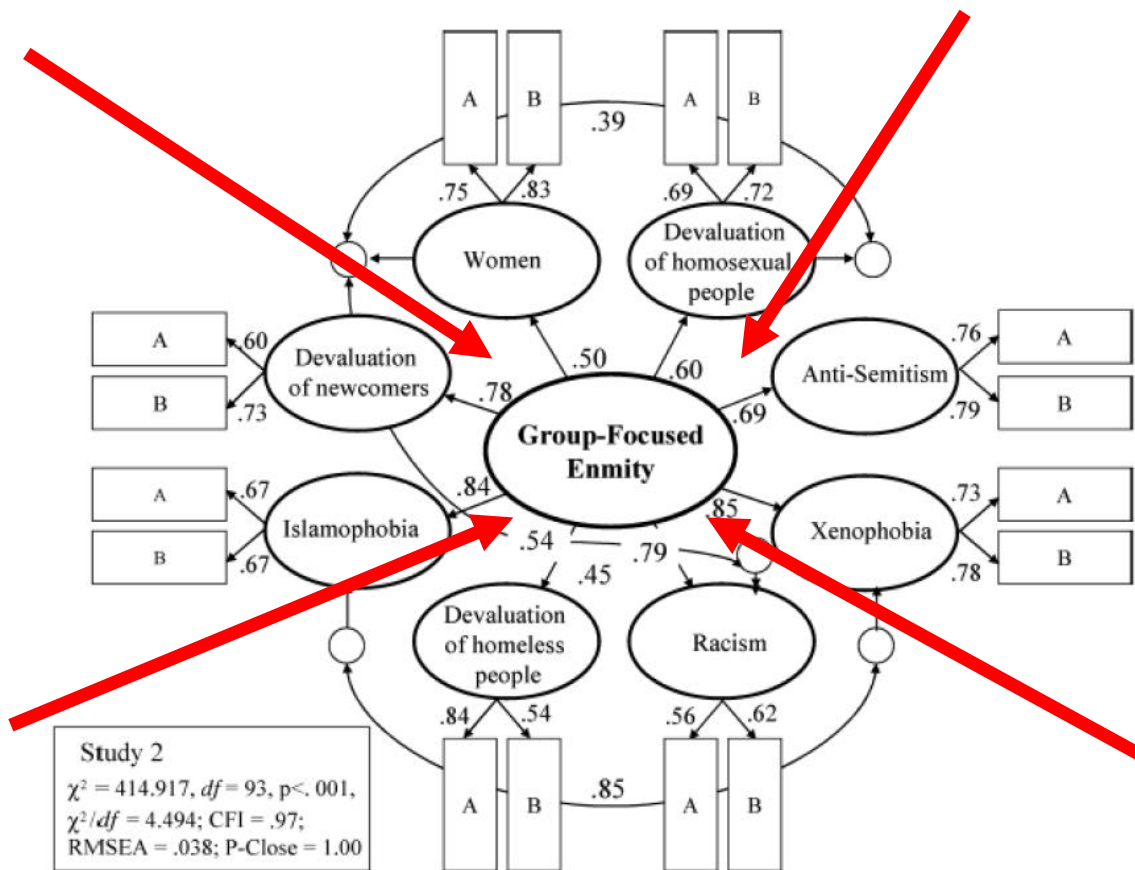 A
B
A
B
.39
.75
.83
.69
.72
Women
Devaluation
of homosexual
people
A
B
.60
.73
Devaluation
of newcomers
.50
.60
.78
.69
Anti-Semitism
.76
.79
A
B
Group-Focused
Enmity
A
B
.67
.67
Islamophobia
.84
.85
Xenophobia
.73
.78
A
B
.54
.79
.45
Devaluation
of homeless
people
Racism
.84
.54
.56
.62
A
B
.85
A
B
Study 2
χ² = 414.917, df = 93, p<. 001,
χ²/df = 4.494; CFI = .97;
RMSEA = .038; P-Close = 1.00